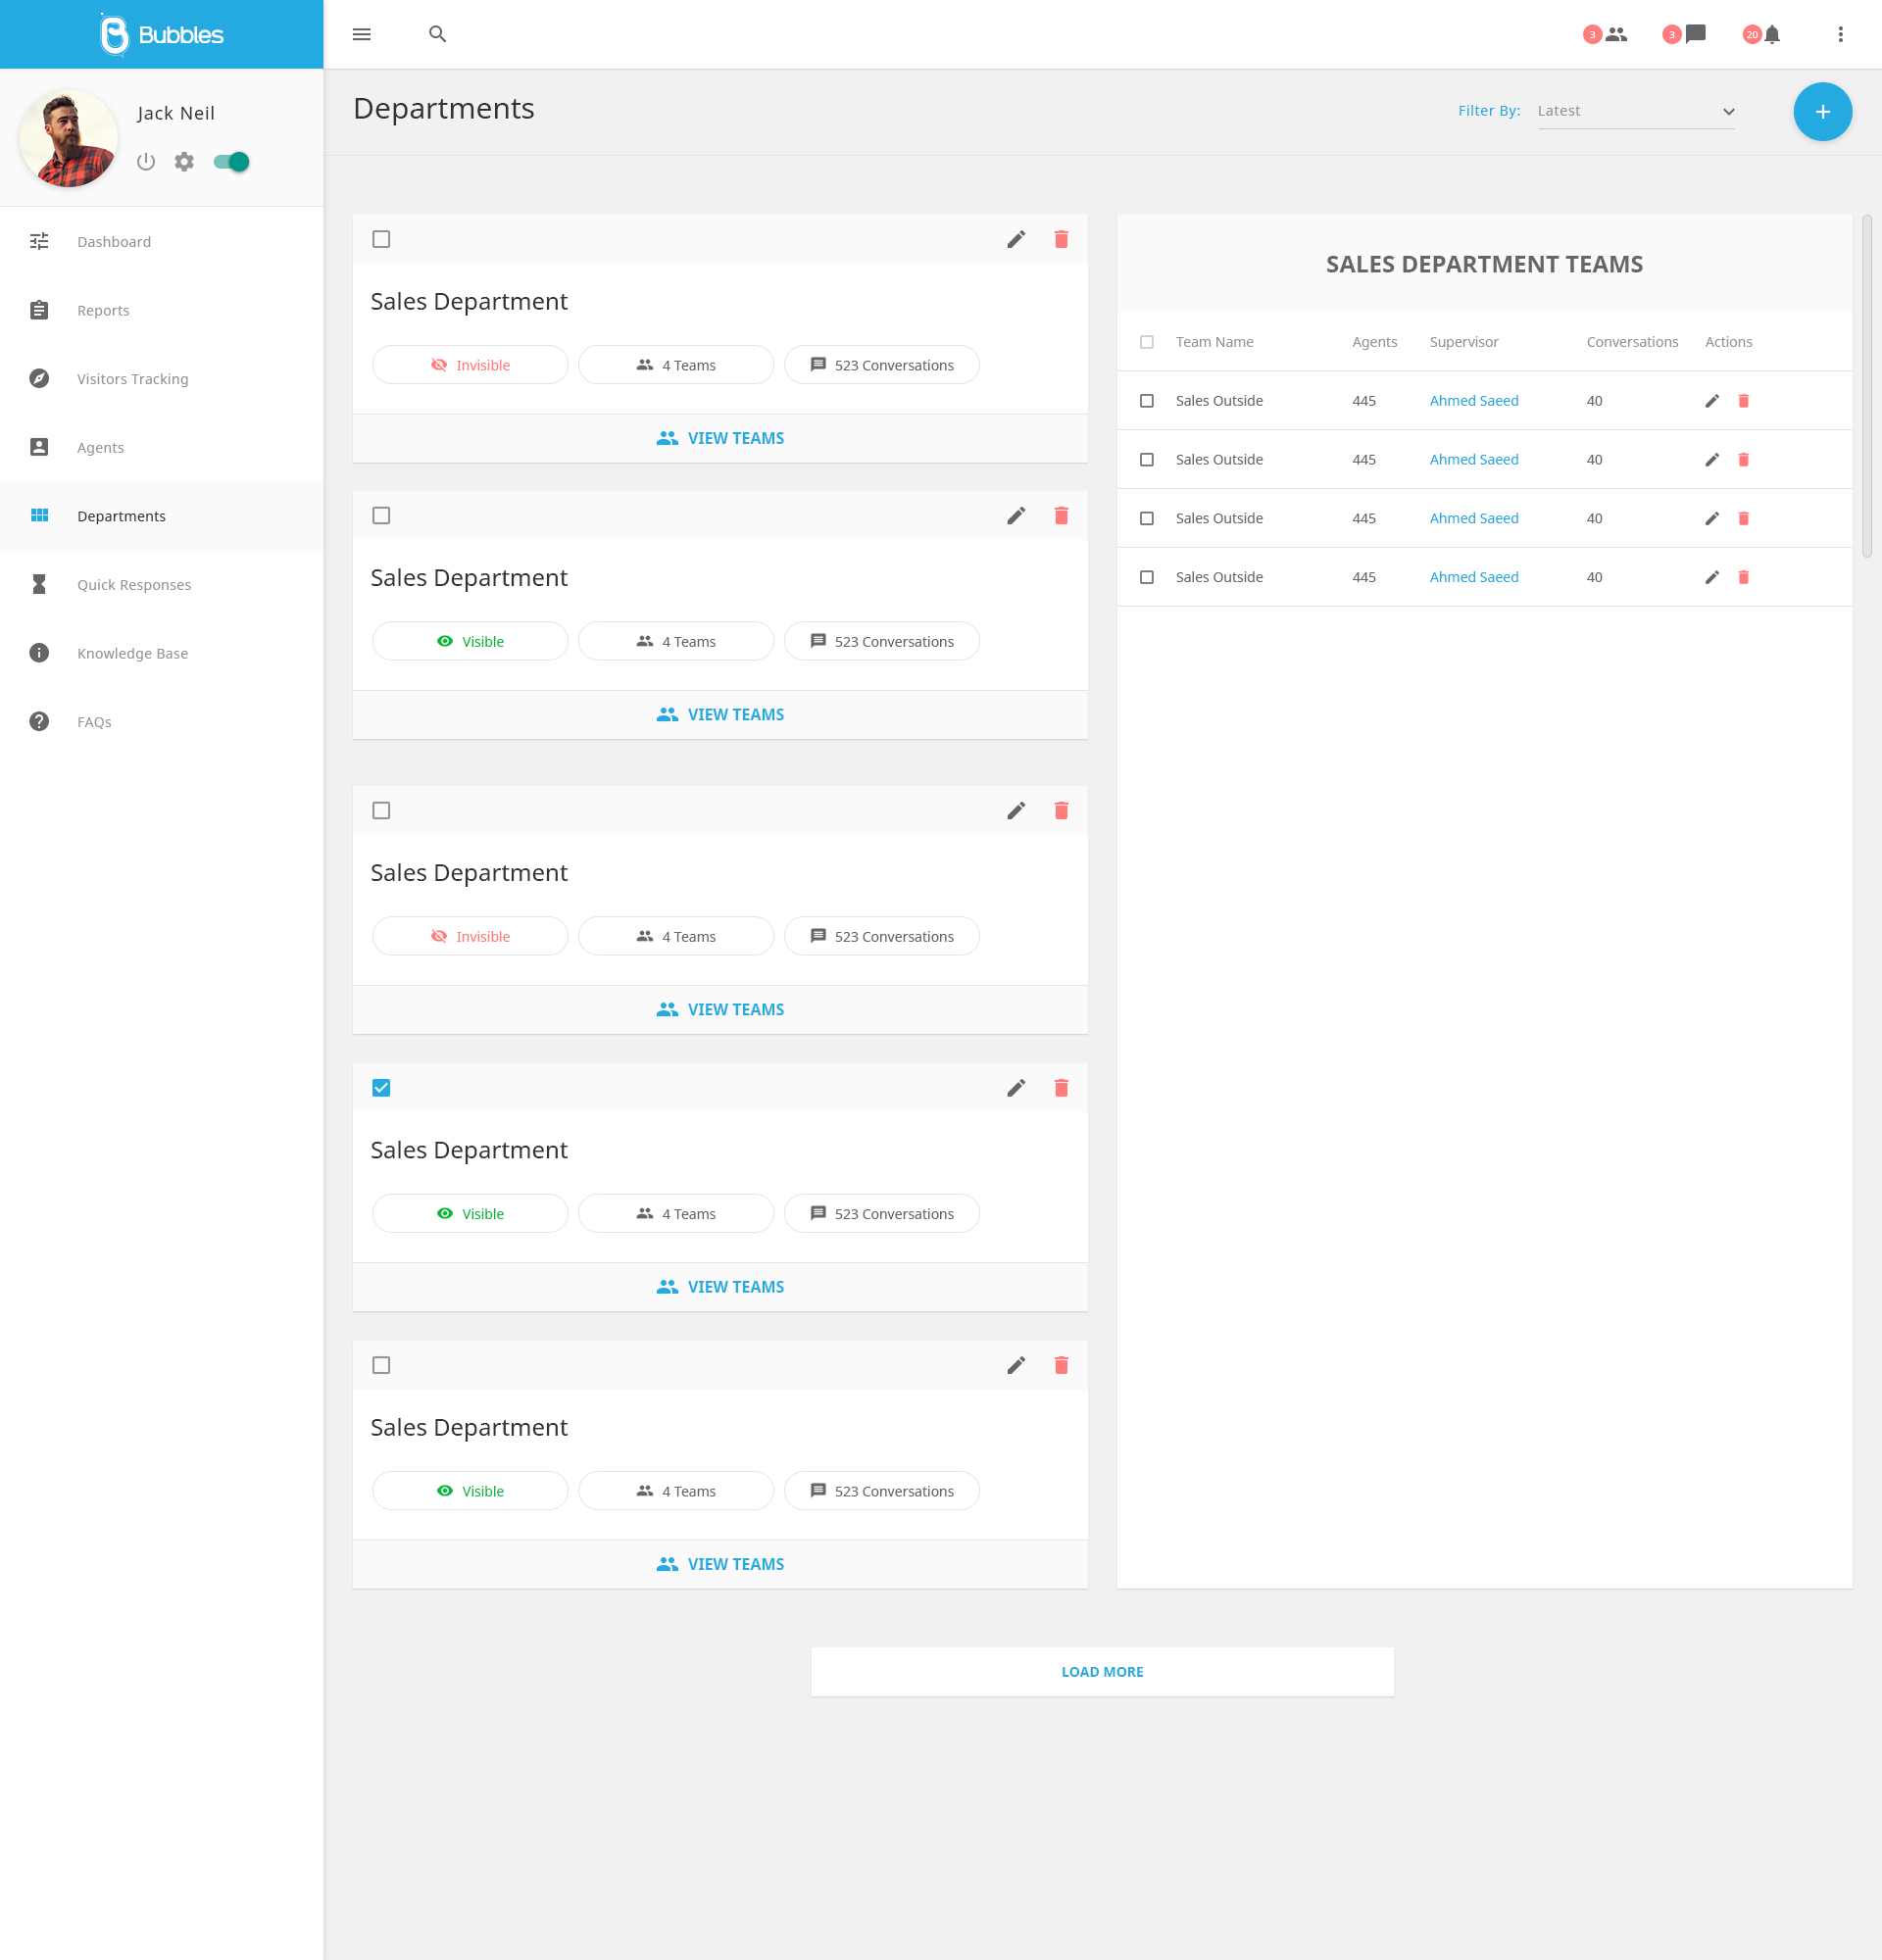 Bubbles
3
3
20
Jack Neil
Departments
Filter By: Latest
Dashboard
Reports
Visitors Tracking
Agents
Departments
Quick Responses
Knowledge Base
FAQs
Sales Department
Invisible 4 Teams 523 Conversations
VIEW TEAMS
Sales Department
Visible 4 Teams 523 Conversations
VIEW TEAMS
Sales Department
Invisible 4 Teams 523 Conversations
VIEW TEAMS
Sales Department
Visible 4 Teams 523 Conversations
VIEW TEAMS
Sales Department
Visible 4 Teams 523 Conversations
VIEW TEAMS
SALES DEPARTMENT TEAMS
Team Name Agents Supervisor Conversations Actions
Sales Outside 445 Ahmed Saeed 40
Sales Outside 445 Ahmed Saeed 40
Sales Outside 445 Ahmed Saeed 40
Sales Outside 445 Ahmed Saeed 40
LOAD MORE